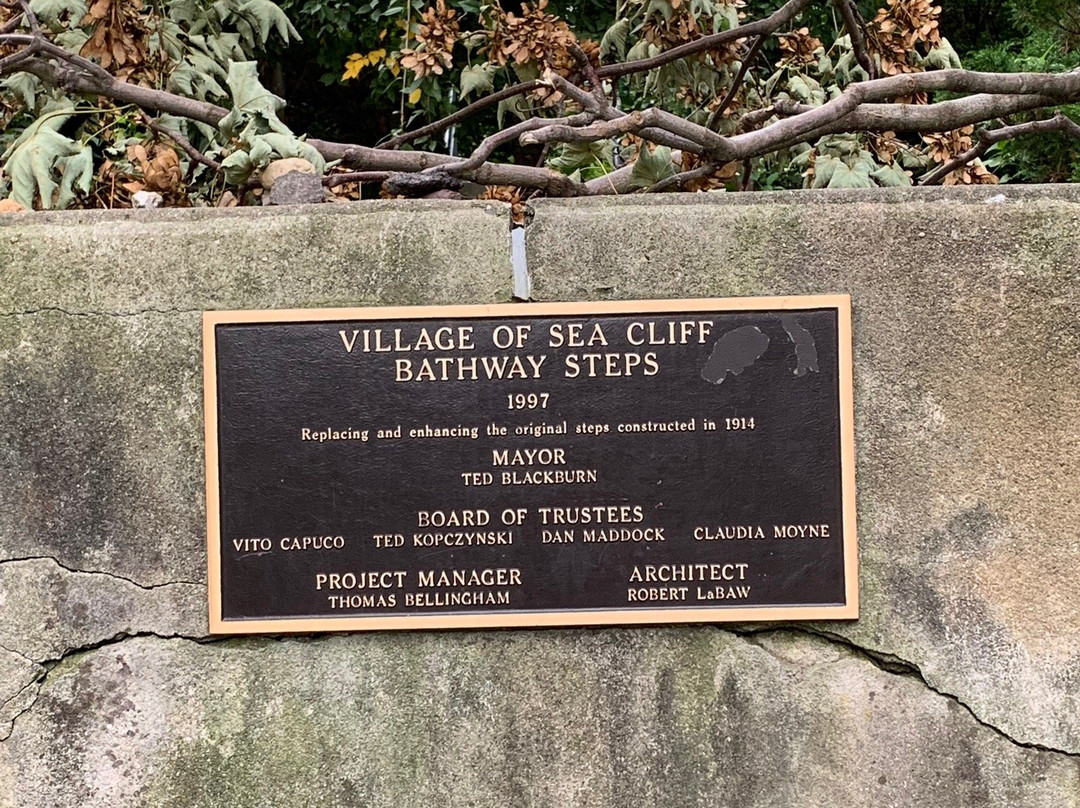 VILLAGE OF SEA CLIFF
BATHWAY STEPS
1997
Replacing and enhancing the original steps constructed in 1914
MAYOR
TED BLACKBURN
BOARD OF TRUSTEES
VITO CAPUCO TED KOPCZYNSKI DAN MADDOCK CLAUDIA MOYNE
PROJECT MANAGER
THOMAS BELLINGHAM
ARCHITECT
ROBERT LaBAW